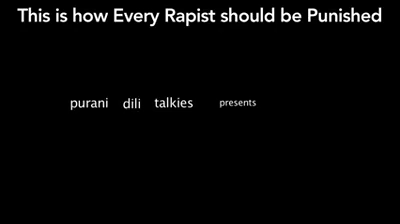 This is how Every Rapist should be Punished
purani dili talkies presents